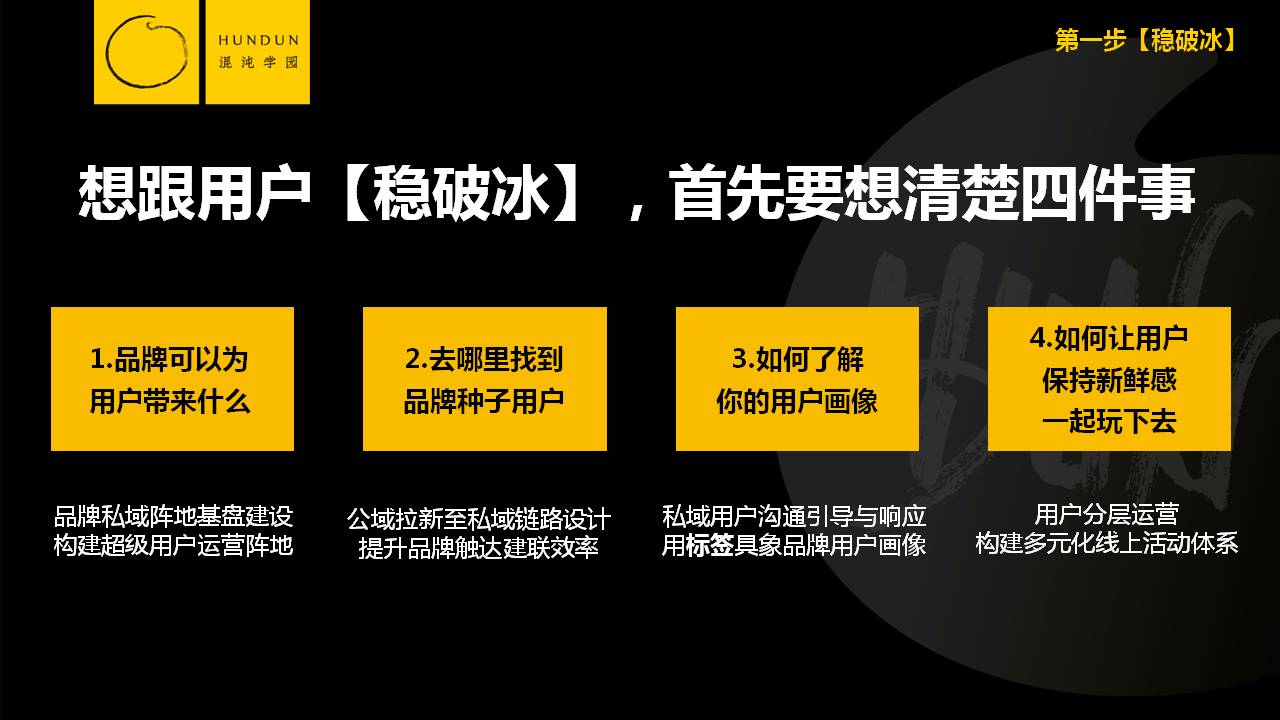 HUNDUN
混沌学园
第一步【稳破冰】
想跟用户【稳破冰】，首先要想清楚四件事
1.品牌可以为
用户带来什么
2.去哪里找到
品牌种子用户
3.如何了解
你的用户画像
4.如何让用户
保持新鲜感
一起玩下去
品牌私域阵地基盘建设
构建超级用户运营阵地
公域拉新至私域链路设计
提升品牌触达建联效率
私域用户沟通引导与响应
用标签具象品牌用户画像
用户分层运营
构建多元化线上活动体系